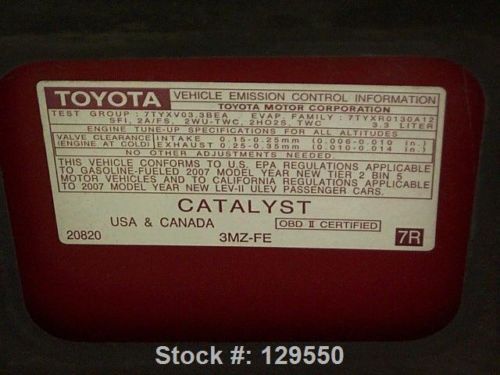 TOYOTA VEHICLE EMISSION CONTROL INFORMATION
TOYOTA MOTOR CORPORATION
TEST GROUP : 7TYXV03.3BEA EVAP. FAMILY : 7TYXR0130A12
SFI, 2A/FS, 2WU-TWC, 2HO2S, TWC 3.3 LITER
ENGINE TUNE-UP SPECIFICATIONS FOR ALL ALTITUDES
VALVE CLEARANCE INTAKE 0.15-0.25mm (0.006-0.010 in.)
(ENGINE AT COLD) EXHAUST 0.25-0.35mm (0.010-0.014 in.)
NO OTHER ADJUSTMENTS NEEDED
THIS VEHICLE CONFORMS TO U.S. EPA REGULATIONS APPLICABLE
TO GASOLINE-FUELED 2007 MODEL YEAR NEW TIER 2 BIN 5
MOTOR VEHICLES AND TO CALIFORNIA REGULATIONS APPLICABLE
TO 2007 MODEL YEAR NEW LEV-II ULEV PASSENGER CARS.
CATALYST
USA & CANADA OBD II CERTIFIED
20820 3MZ-FE 7R
Stock #: 129550